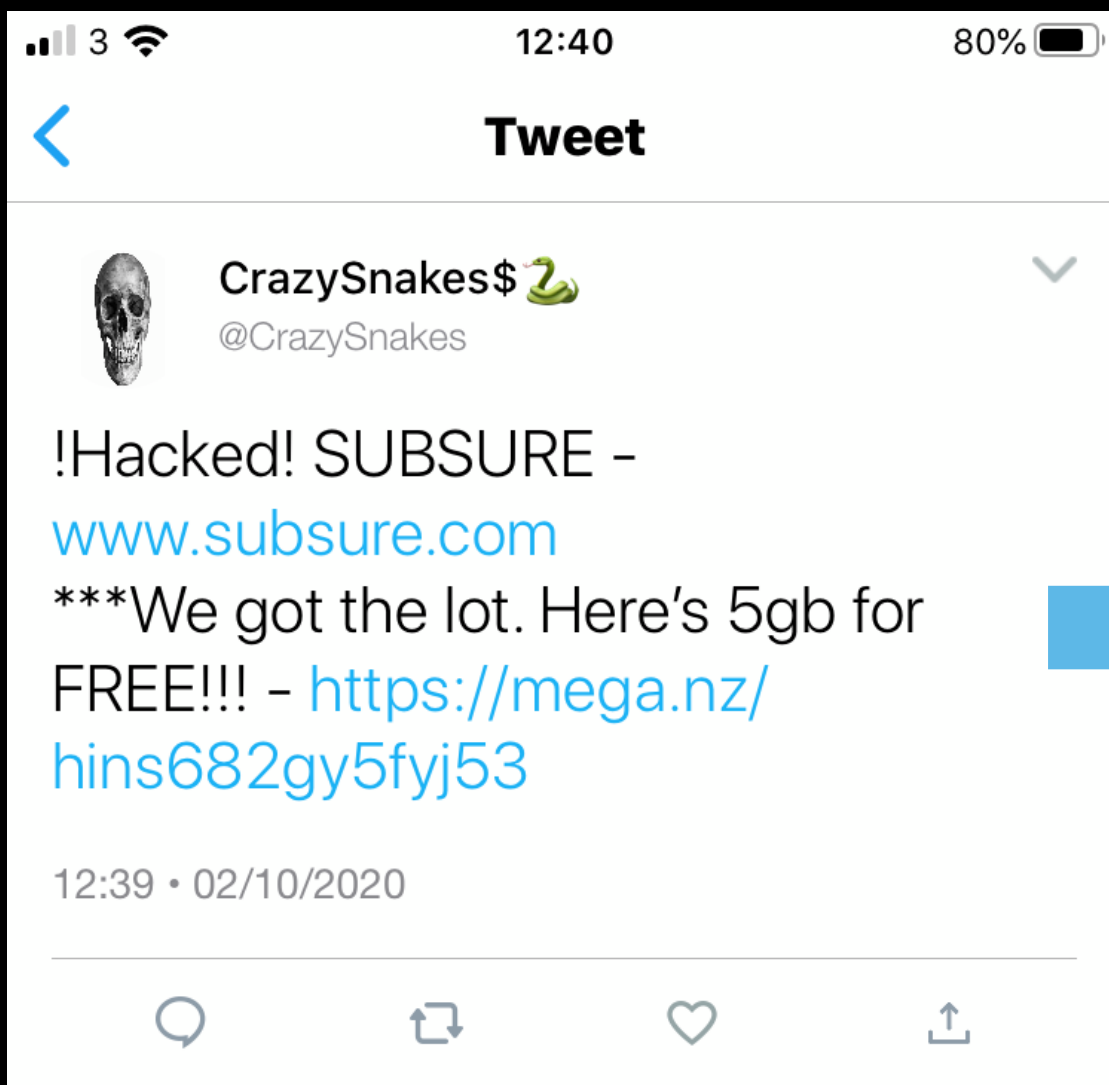 3 12:40 80%
Tweet
CrazySnakes$🐍
@CrazySnakes
!Hacked! SUBSURE -
www.subsure.com
***We got the lot. Here’s 5gb for
FREE!!! - https://mega.nz/
hins682gy5fyj53
12:39 • 02/10/2020